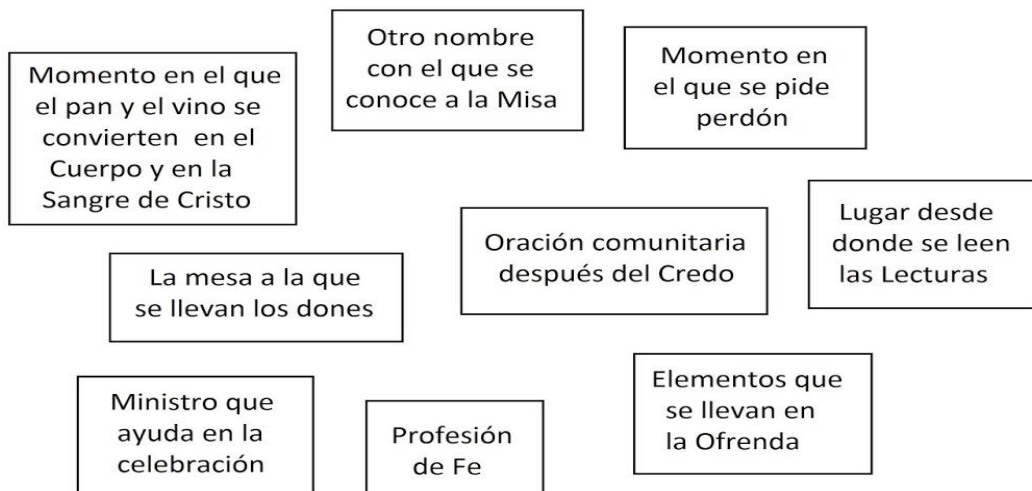 Momento en el que
el pan y el vino se
convierten en el
Cuerpo y en la
Sangre de Cristo
Otro nombre
con el que se
conoce a la Misa
Momento en
el que se pide
perdón
La mesa a la que
se llevan los dones
Oración comunitaria
después del Credo
Lugar desde
donde se leen
las Lecturas
Ministro que
ayuda en la
celebración
Profesión
de Fe
Elementos que
se llevan en
la Ofrenda